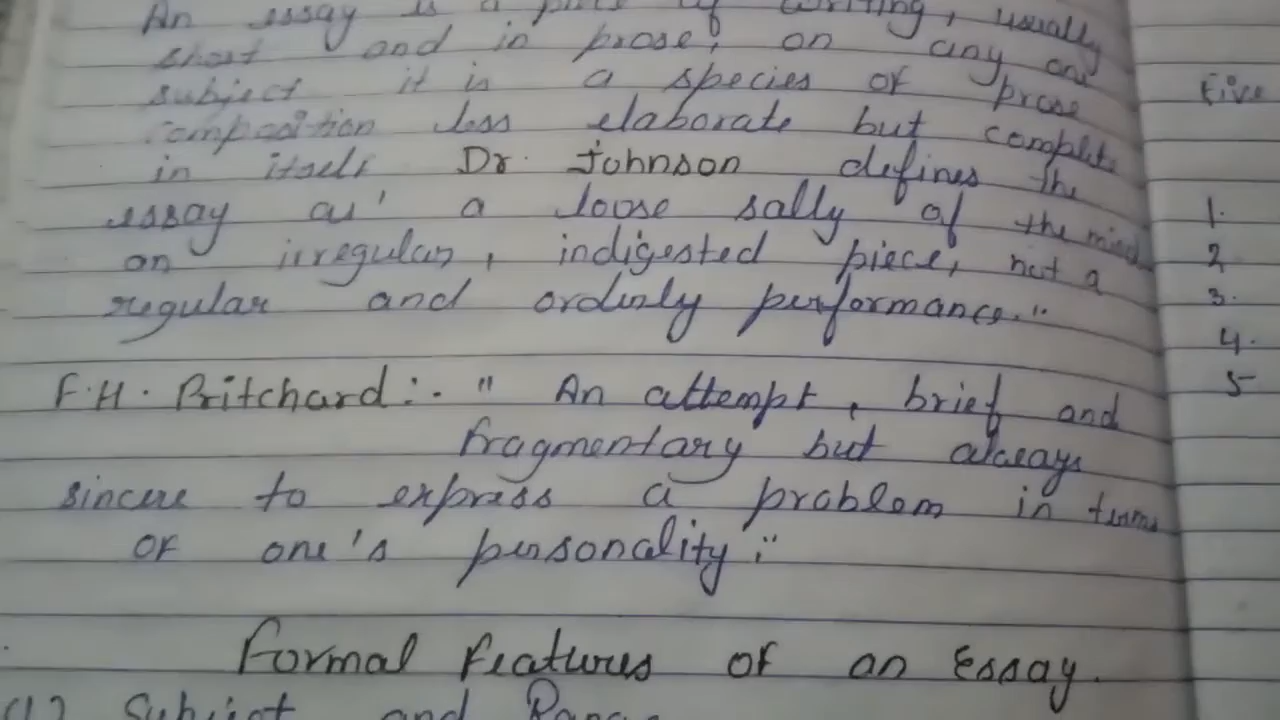 An essay is a piece of writing, usually
short and in prose, on any one
subject it is a species of prose
composition less elaborate but complete
in itself Dr. Johnson defines the
essay as' a loose sally of the mind
an irregular, indigested piece, not a
regular and orderly performance."
F.H. Pritchard:- " An attempt, brief and
fragmentary but always
sincere to express a problem in terms
of one's personality."
Formal Features of an Essay.
(1) Subject and
Five
1.
2
3.
4.
5